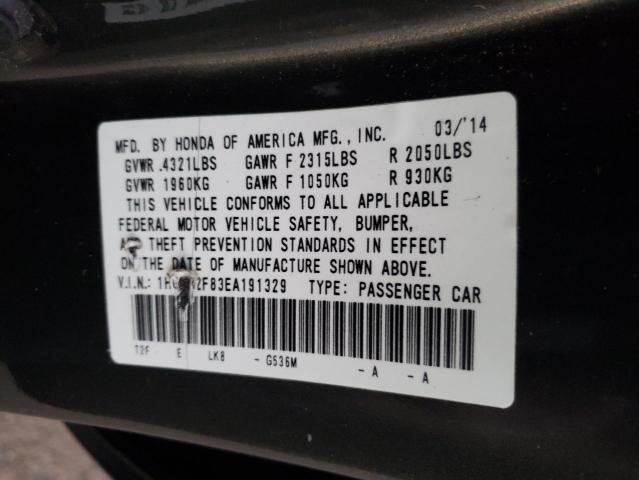 MFD. BY HONDA OF AMERICA MFG., INC. 03/'14
GVWR .4321LBS GAWR F 2315LBS R 2050LBS
GVWR 1960KG GAWR F 1050KG R 930KG
THIS VEHICLE CONFORMS TO ALL APPLICABLE
FEDERAL MOTOR VEHICLE SAFETY, BUMPER,
THEFT PREVENTION STANDARDS IN EFFECT
ON THE DATE OF MANUFACTURE SHOWN ABOVE.
V.I.N.: TYPE: PASSENGER CAR
T2F E LK8 - G536M - A - A